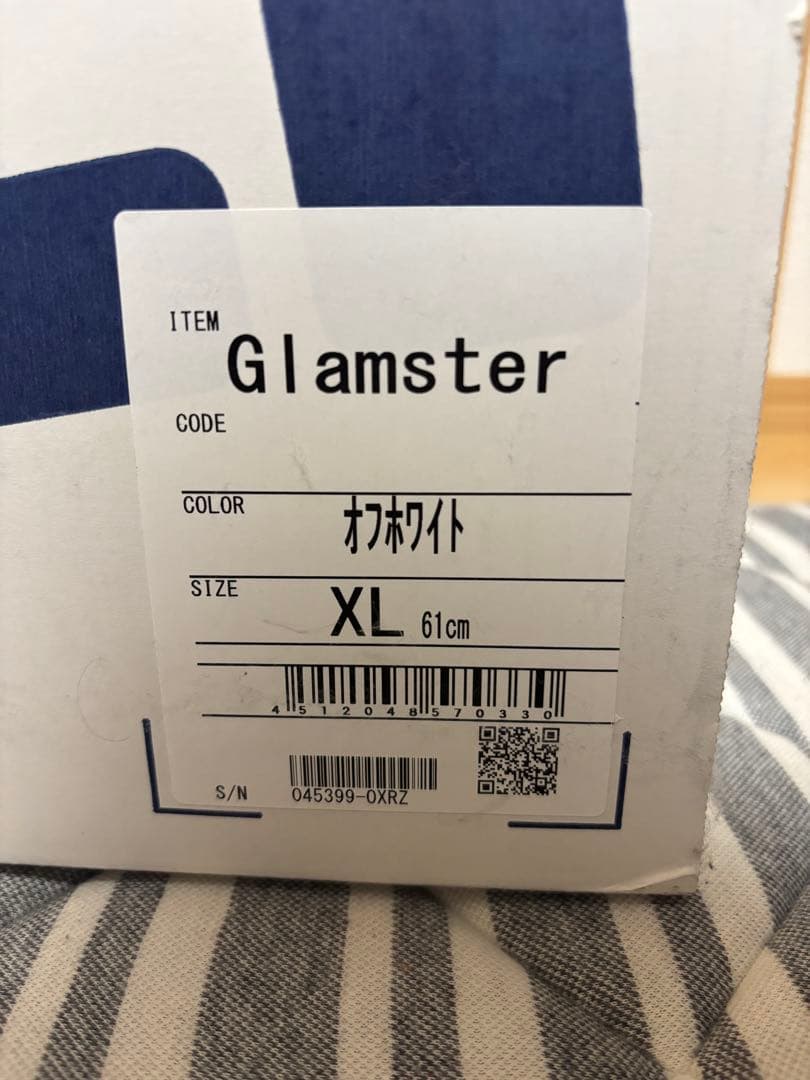 ITEM
Glamster
CODE
COLOR オフホワイト
SIZE XL 61cm
4512048570330
S/N 045399-0XRZ